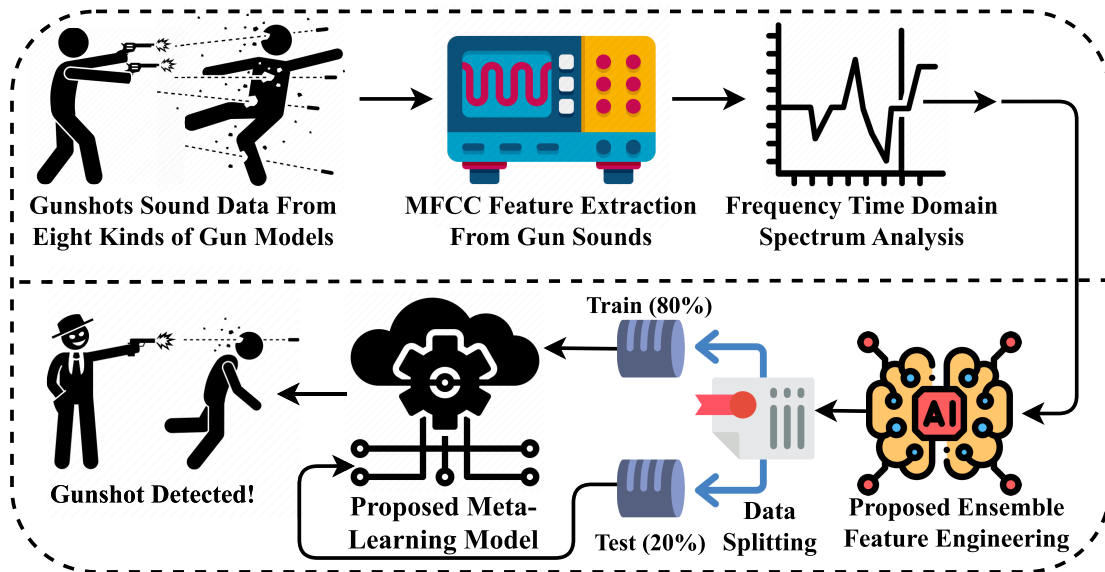 Gunshots Sound Data From
Eight Kinds of Gun Models
MFCC Feature Extraction
From Gun Sounds
Frequency Time Domain
Spectrum Analysis
Train (80%)
AI
Gunshot Detected!
Proposed Meta-
Learning Model
Test (20%)
Data
Splitting
Proposed Ensemble
Feature Engineering